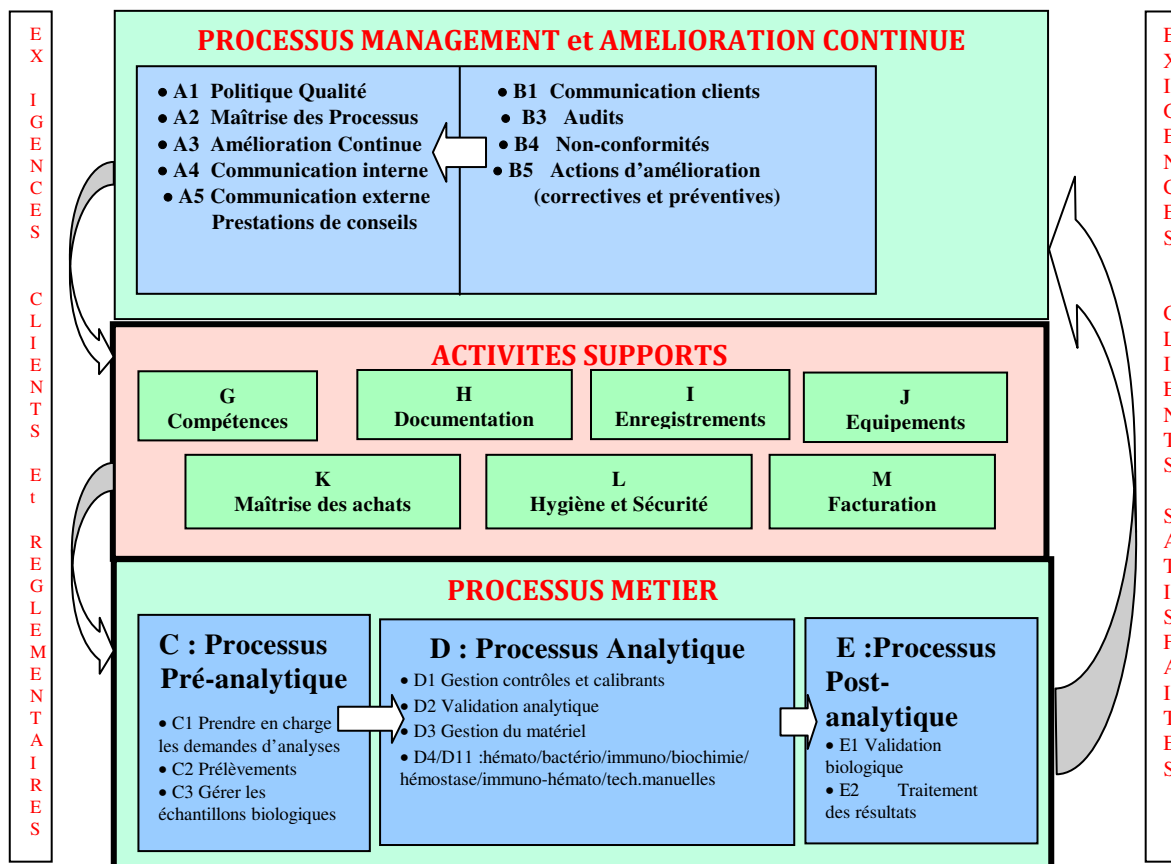 EX IGENCES CLIENTS Et REGLEMENTAIRES
PROCESSUS MANAGEMENT et AMELIORATION CONTINUE
• A1 Politique Qualité
• A2 Maîtrise des Processus
• A3 Amélioration Continue
• A4 Communication interne
• A5 Communication externe
Prestations de conseils
• B1 Communication clients
• B3 Audits
• B4 Non-conformités
• B5 Actions d'amélioration
(correctives et préventives)
ACTIVITES SUPPORTS
G
Compétences
H
Documentation
I
Enregistrements
J
Equipements
K
Maîtrise des achats
L
Hygiène et Sécurité
M
Facturation
PROCESSUS METIER
C : Processus
Pré-analytique
• C1 Prendre en charge
les demandes d'analyses
• C2 Prélèvements
• C3 Gérer les
échantillons biologiques
D : Processus Analytique
• D1 Gestion contrôles et calibrants
• D2 Validation analytique
• D3 Gestion du matériel
• D4/D11 :hémato/bactério/immuno/biochimie/
hémostase/immuno-hémato/tech.manuelles
E :Processus
Post-
analytique
• E1 Validation
biologique
• E2 Traitement
des résultats
EXIGENCES CLIENTS SATISFAITES